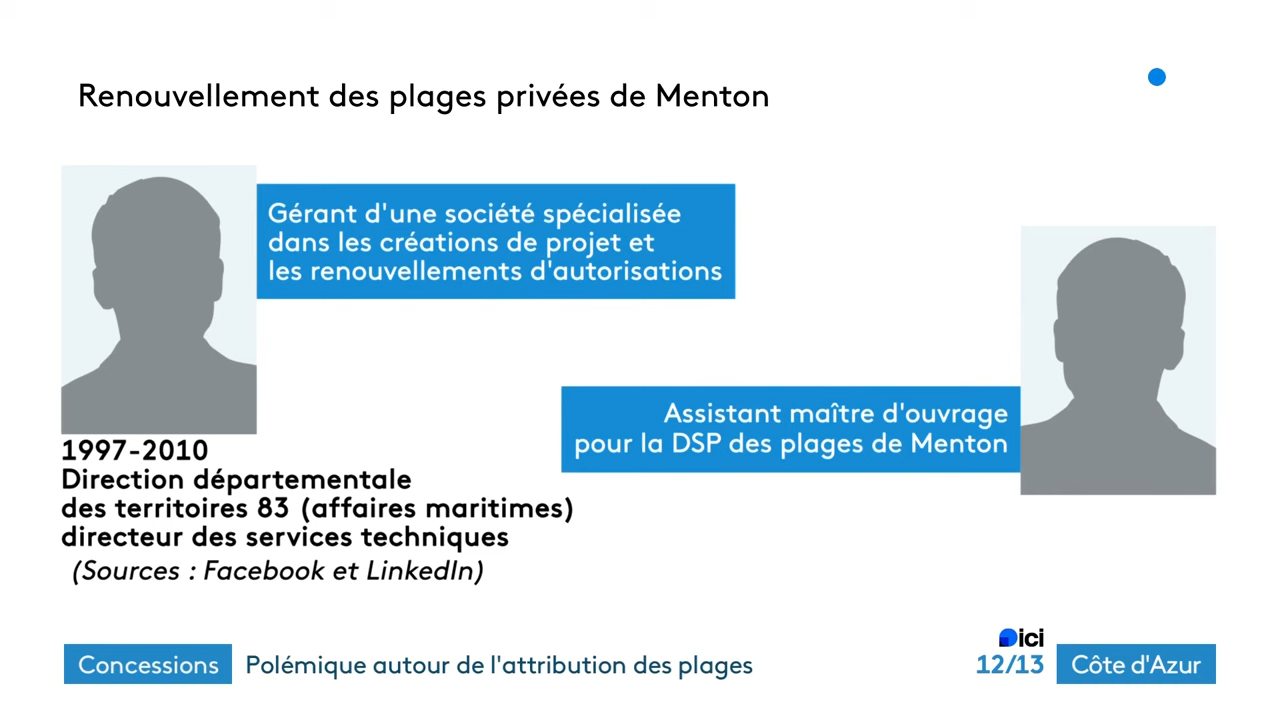 Renouvellement des plages privées de Menton
Gérant d'une société spécialisée
dans les créations de projet et
les renouvellements d'autorisations
Assistant maître d'ouvrage
pour la DSP des plages de Menton
1997-2010
Direction départementale
des territoires 83 (affaires maritimes)
directeur des services techniques
(Sources : Facebook et LinkedIn)
Concessions
Polémique autour de l'attribution des plages
ici
12/13
Côte d'Azur